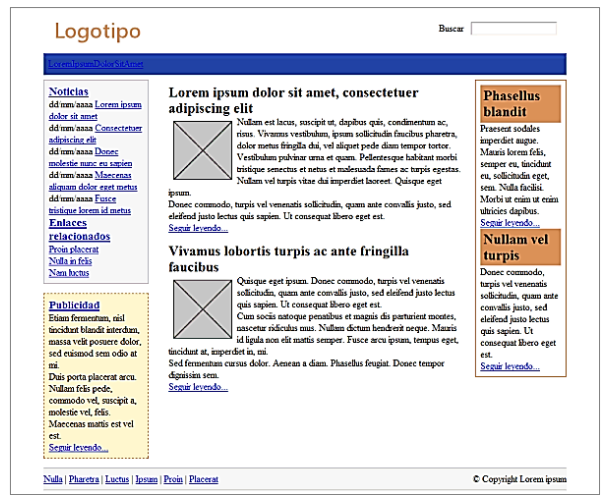 Logotipo
Buscar
LoremIpsumDolorSitAmet
Noticias
dd/mm/aaaa Lorem ipsum
dolor sit amet
dd/mm/aaaa Consectetuer
adipiscing elit
dd/mm/aaaa Donec
molestie nunc eu sapien
dd/mm/aaaa Maecenas
aliquam dolor eget metus
dd/mm/aaaa Fusce
tristique lorem id metus
Enlaces
relacionados
Proin placerat
Nulla in felis
Nam luctus
Publicidad
Etiam fermentum, nisl
tincidunt blandit interdum,
massa velit posuere dolor,
sed euismod sem odio at
mi.
Duis porta placerat arcu.
Nullam felis pede,
commodo vel, suscipit a,
molestie vel, felis.
Maecenas mattis est vel
est.
Seguir leyendo...
Lorem ipsum dolor sit amet, consectetuer
adipiscing elit
Nullam est lacus, suscipit ut, dapibus quis, condimentum ac,
risus. Vivamus vestibulum, ipsum sollicitudin faucibus pharetra,
dolor metus fringilla dui, vel aliquet pede diam tempor tortor.
Vestibulum pulvinar urna et quam. Pellentesque habitant morbi
tristique senectus et netus et malesuada fames ac turpis egestas.
Nullam vel turpis vitae dui imperdiet laoreet. Quisque eget
ipsum.
Donec commodo, turpis vel venenatis sollicitudin, quam ante convallis justo, sed
eleifend justo lectus quis sapien. Ut consequat libero eget est.
Seguir leyendo...
Vivamus lobortis turpis ac ante fringilla
faucibus
Quisque eget ipsum. Donec commodo, turpis vel venenatis
sollicitudin, quam ante convallis justo, sed eleifend justo lectus
quis sapien. Ut consequat libero eget est.
Cum sociis natoque penatibus et magnis dis parturient montes,
nascetur ridiculus mus. Nullam dictum hendrerit neque. Mauris
id ligula non elit mattis semper. Fusce arcu ipsum, tempus eget,
tincidunt at, imperdiet in, mi.
Sed fermentum cursus dolor. Aenean a diam. Phasellus feugiat. Donec tempor
dignissim sem.
Seguir leyendo...
Phasellus
blandit
Praesent sodales
imperdiet augue.
Mauris lorem felis,
semper eu, tincidunt
eu, sollicitudin eget,
sem. Nulla facilisi.
Morbi ut enim ut enim
ultricies dapibus.
Seguir leyendo...
Nullam vel
turpis
Donec commodo,
turpis vel venenatis
sollicitudin, quam ante
convallis justo, sed
eleifend justo lectus
quis sapien. Ut
consequat libero eget
est.
Seguir leyendo...
Nulla | Pharetra | Luctus | Ipsum | Proin | Placerat
© Copyright Lorem ipsum